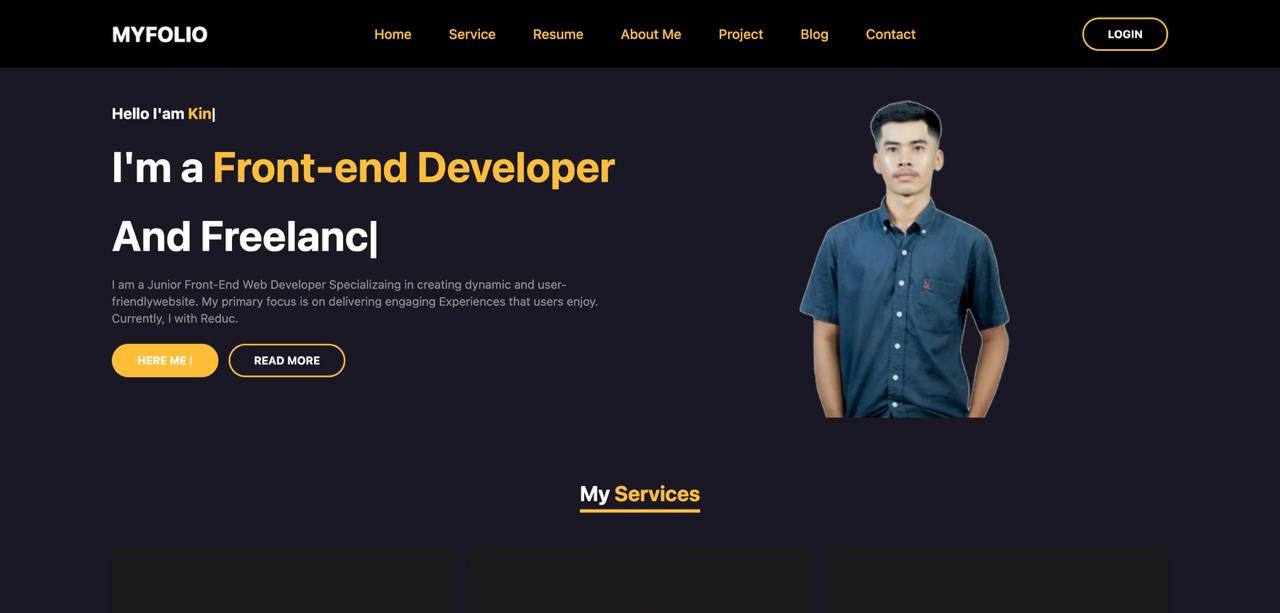 MYFOLIO
Home
Service
Resume
About Me
Project
Blog
Contact
LOGIN
Hello I'am Kin|
I'm a Front-end Developer
And Freelanc|
I am a Junior Front-End Web Developer Specializaing in creating dynamic and user-
friendlywebsite. My primary focus is on delivering engaging Experiences that users enjoy.
Currently, I with Reduc.
HERE ME !
READ MORE
My Services